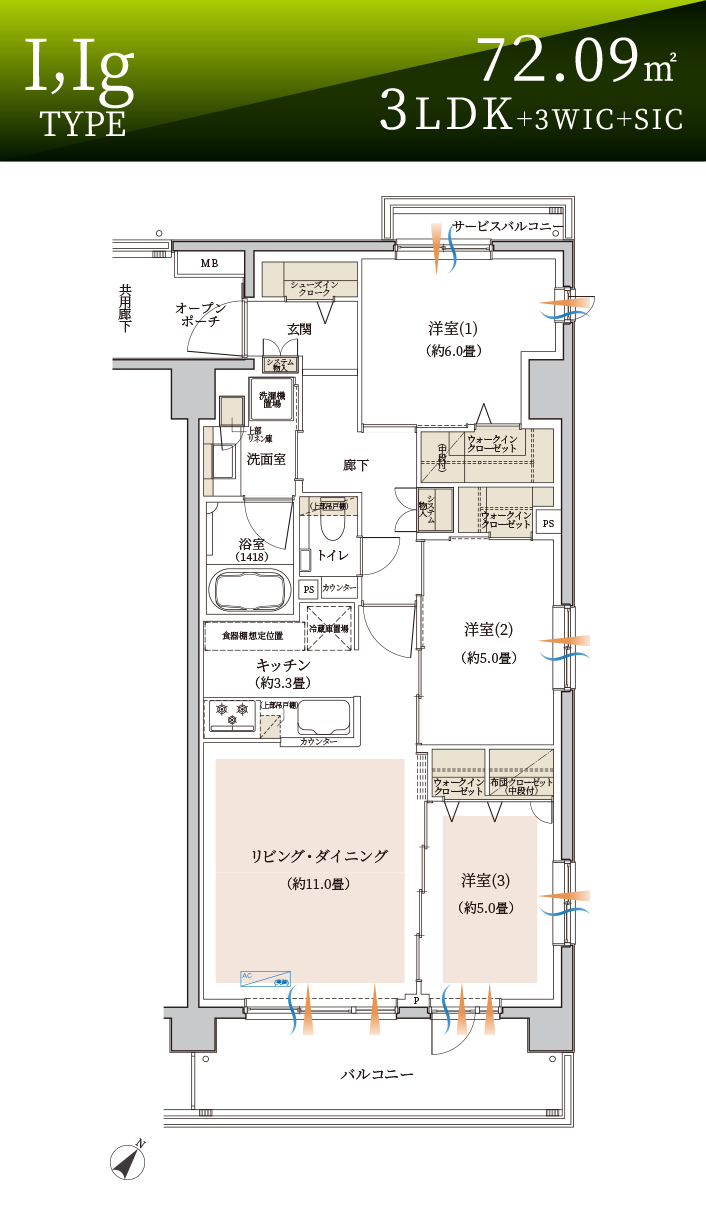 I,Ig
TYPE
72.09㎡
3LDK+3WIC+SIC
サービスバルコニー
MB
共用廊下
オープン
ポーチ
シューズイン
クローク
玄関
洋室(1)
(約6.0畳)
システム
物入
洗濯機
置場
上部
リネン庫
洗面室
廊下
ウォークイン
クローゼット
(中段付)
システム
物入
ウォークイン
クローゼット
PS
(上部吊戸棚)
トイレ
浴室
(1418)
PS
カウンター
食器棚想定位置
冷蔵庫置場
洋室(2)
(約5.0畳)
キッチン
(約3.3畳)
(上部吊戸棚)
カウンター
ウォークイン
クローゼット
布団クローゼット
(中段付)
リビング・ダイニング
(約11.0畳)
洋室(3)
(約5.0畳)
AC
P
バルコニー
N